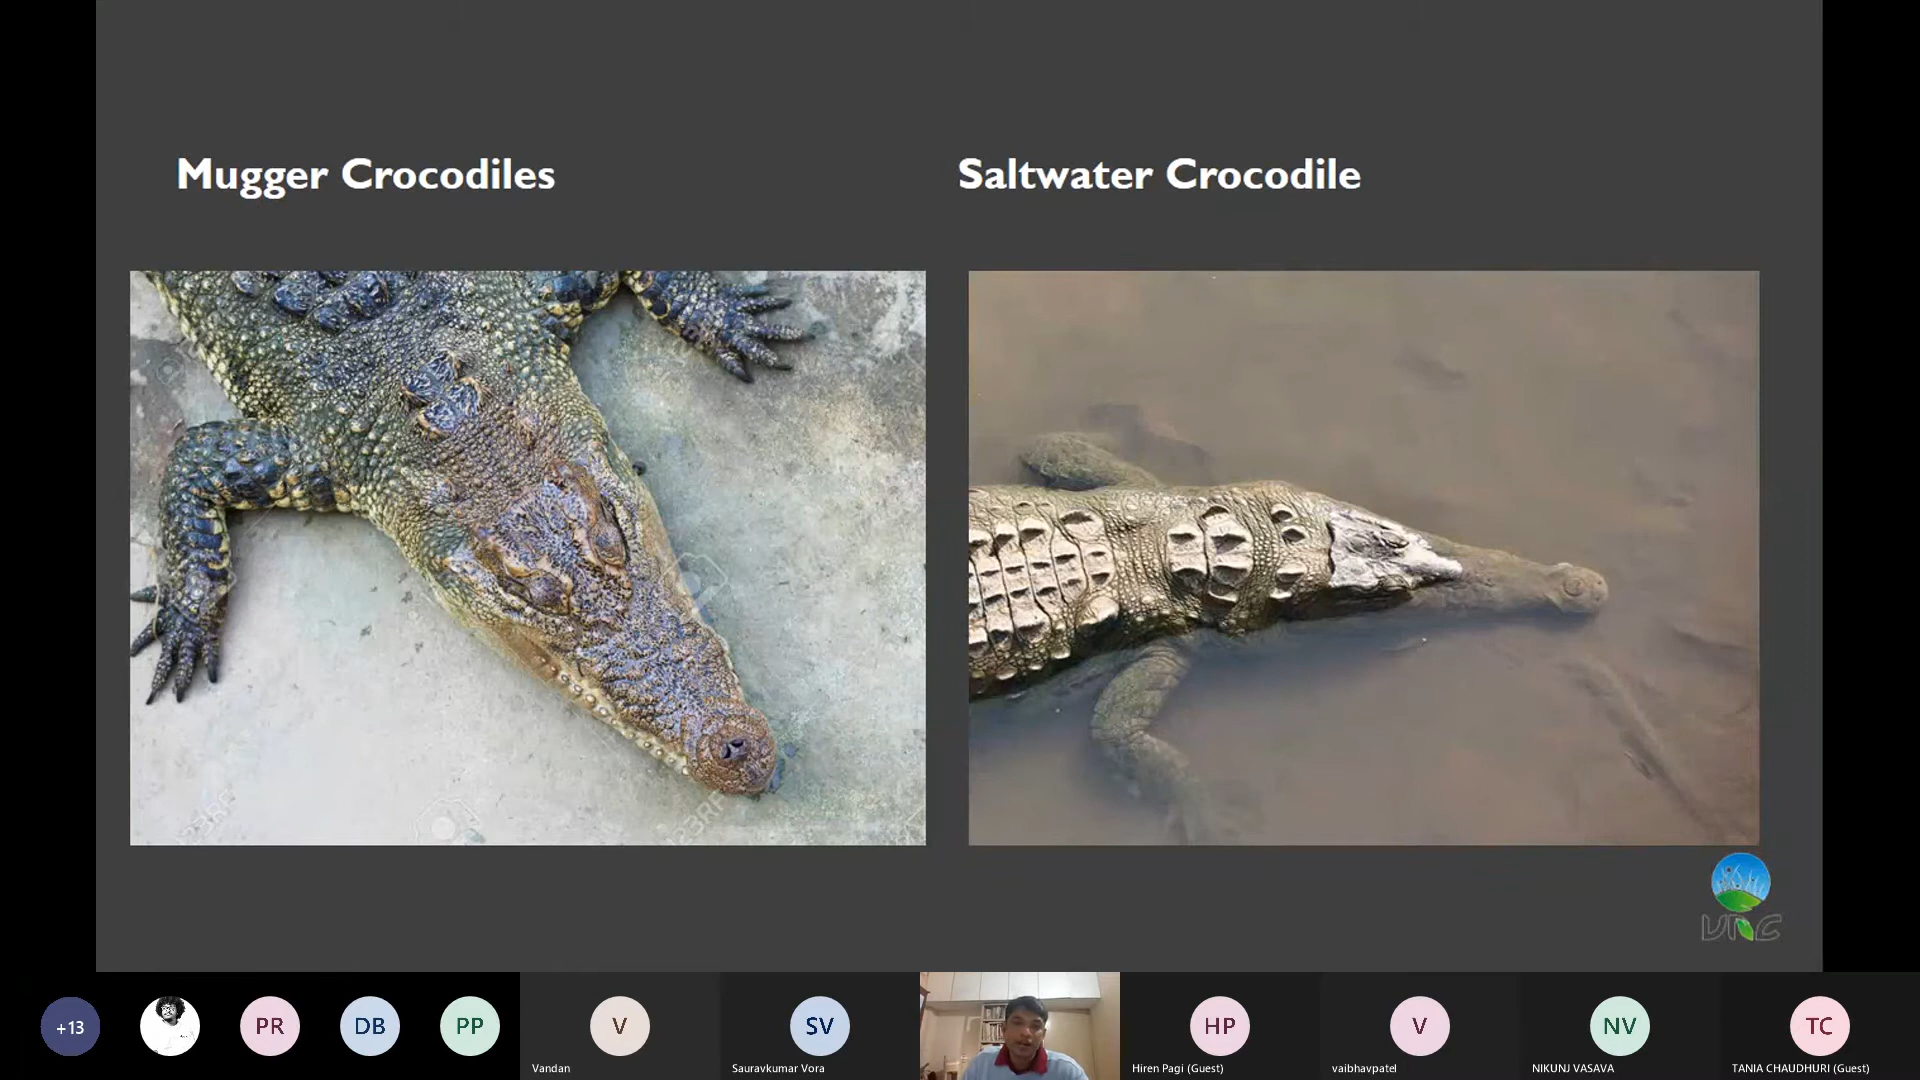 Mugger Crocodiles
Saltwater Crocodile
VNC
+13
PR
DB
PP
V
SV
HP
V
NV
TC
Vandan
Sauravkumar Vora
Hiren Pagi (Guest)
vaibhavpatel
NIKUNJ VASAVA
TANIA CHAUDHURI (Guest)